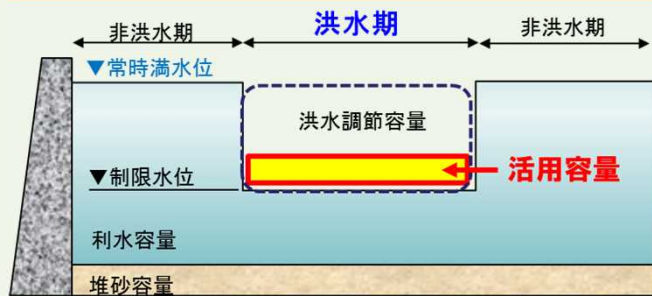 非洪水期
洪水期
非洪水期
▼常時満水位
洪水調節容量
▼制限水位
活用容量
利水容量
堆砂容量